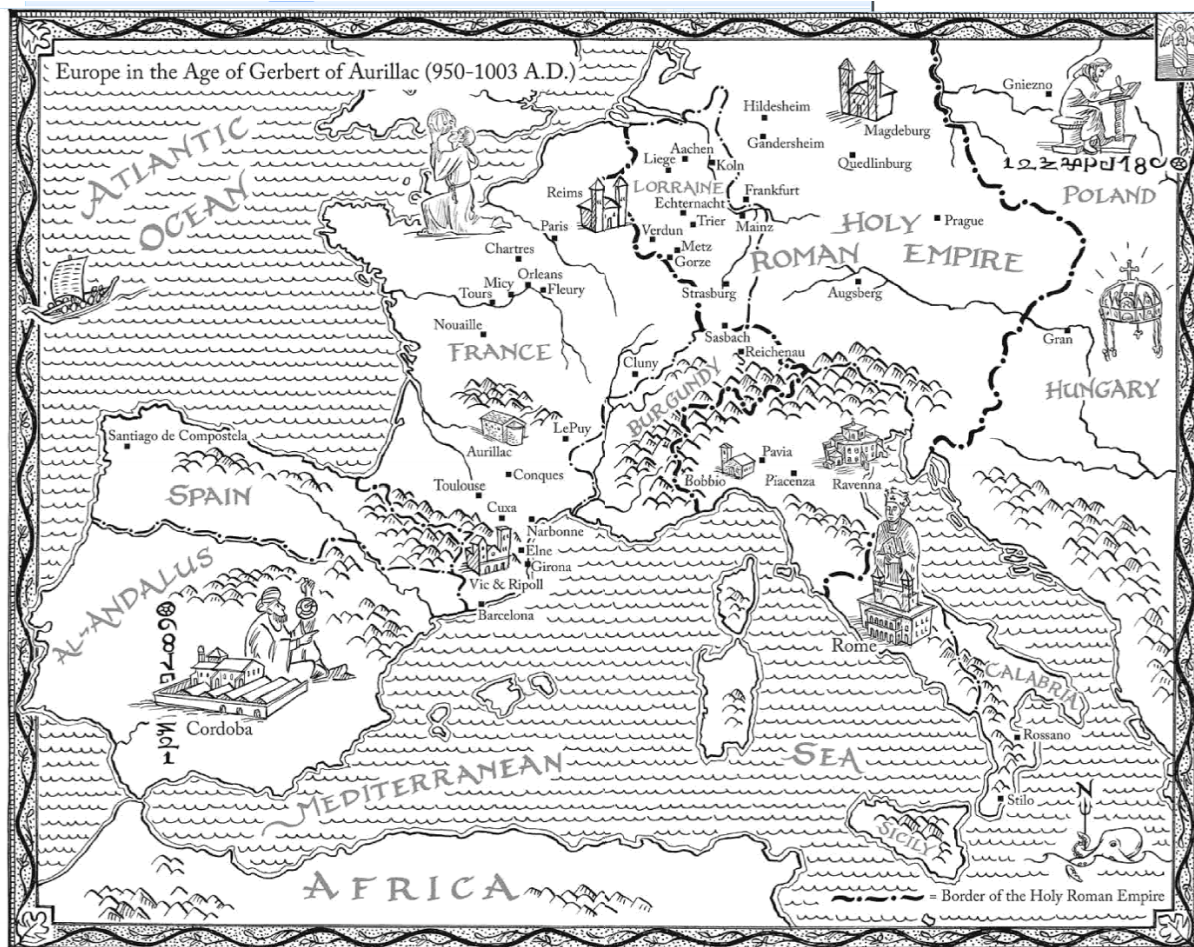 Europe in the Age of Gerbert of Aurillac (950-1003 A.D.)
ATLANTIC
OCEAN
Gniezno
Hildesheim
Magdeburg
Gandersheim
Quedlinburg
Aachen
Liege
Koln
POLAND
Reims
LORRAINE
Frankfurt
Echternacht
Trier
Mainz
HOLY
Prague
Paris
Verdun
Metz
Gorze
ROMAN
EMPIRE
Chartres
Orleans
Micy
Tours
Fleury
Strasburg
Augsberg
Nouaille
Sasbach
Gran
FRANCE
Reichenau
Cluny
BURGUNDY
HUNGARY
Santiago de Compostela
LePuy
Aurillac
Pavia
Bobbio
Piacenza
Ravenna
SPAIN
Toulouse
Conques
Cuxa
Narbonne
Elne
Girona
Vic & Ripoll
Barcelona
AL-ANDALUS
Rome
CALABRIA
Cordoba
Rossano
MEDITERRANEAN
SEA
Stilo
N
SICILY
AFRICA
= Border of the Holy Roman Empire